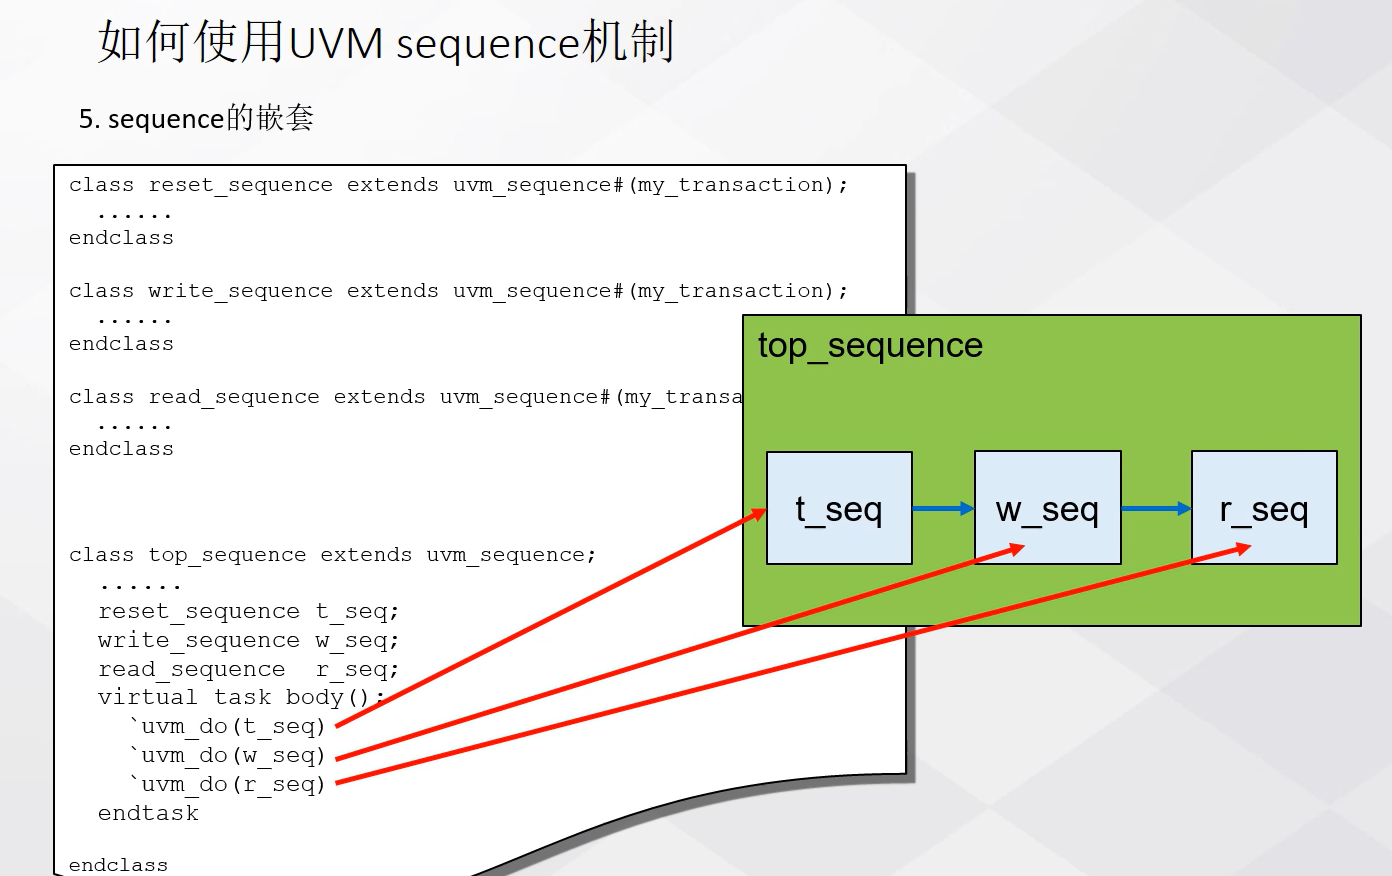 如何使用UVM sequence机制
5. sequence的嵌套
class reset_sequence extends uvm_sequence#(my_transaction);
......
endclass
class write_sequence extends uvm_sequence#(my_transaction);
......
endclass
class read_sequence extends uvm_sequence#(my_transa
......
endclass
class top_sequence extends uvm_sequence;
......
reset_sequence t_seq;
write_sequence w_seq;
read_sequence  r_seq;
virtual task body();
`uvm_do(t_seq)
`uvm_do(w_seq)
`uvm_do(r_seq)
endtask
endclass
top_sequence
t_seq
w_seq
r_seq